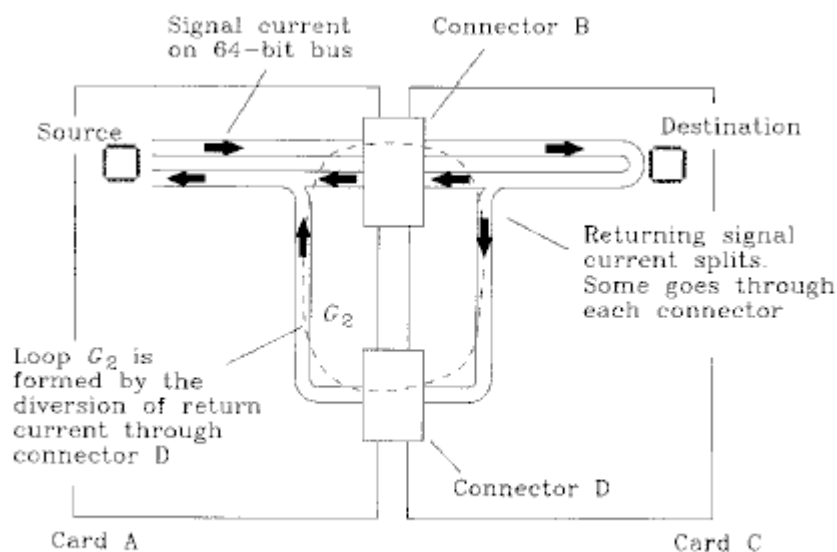 Signal current
on 64-bit bus
Connector B
Source
Destination
Returning signal
current splits.
Some goes through
each connector
G2
Loop G2 is
formed by the
diversion of return
current through
connector D
Connector D
Card A
Card C